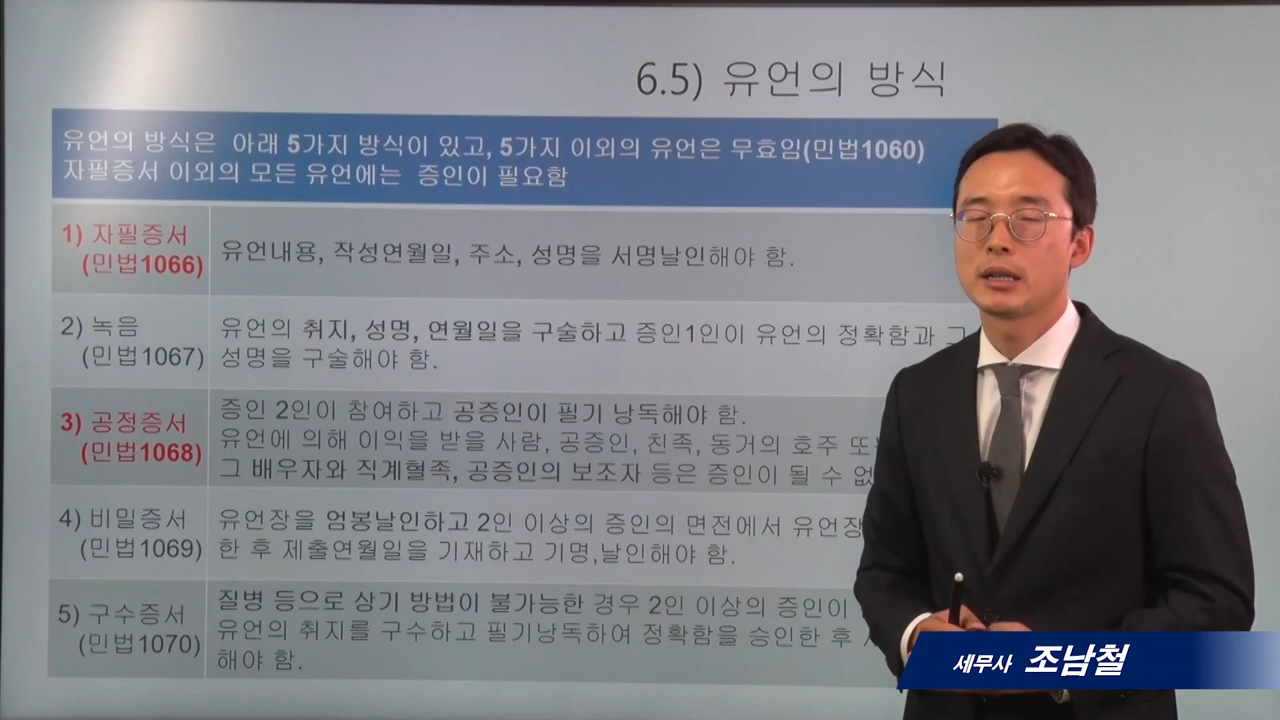 6.5) 유언의 방식
유언의 방식은 아래 5가지 방식이 있고, 5가지 이외의 유언은 무효임(민법1060)
자필증서 이외의 모든 유언에는 증인이 필요함
1) 자필증서
(민법1066)
유언내용, 작성연월일, 주소, 성명을 서명날인해야 함.
2) 녹음
(민법1067)
유언의 취지, 성명, 연월일을 구술하고 증인1인이 유언의 정확함과 그
성명을 구술해야 함.
3) 공정증서
(민법1068)
증인 2인이 참여하고 공증인이 필기 낭독해야 함.
유언에 의해 이익을 받을 사람, 공증인, 친족, 동거의 호주
그 배우자와 직계혈족, 공증인의 보조자 등은 증인이 될 수
4) 비밀증서
(민법1069)
유언장을 엄봉날인하고 2인 이상의 증인의 면전에서
한 후 제출연월일을 기재하고 기명,날인해야 함.
5) 구수증서
(민법1070)
질병 등으로 상기 방법이 불가능한 경우 2인 이상의 증인이
유언의 취지를 구수하고 필기낭독하여 정확함을 승인한 후
해야 함.
세무사 조남철